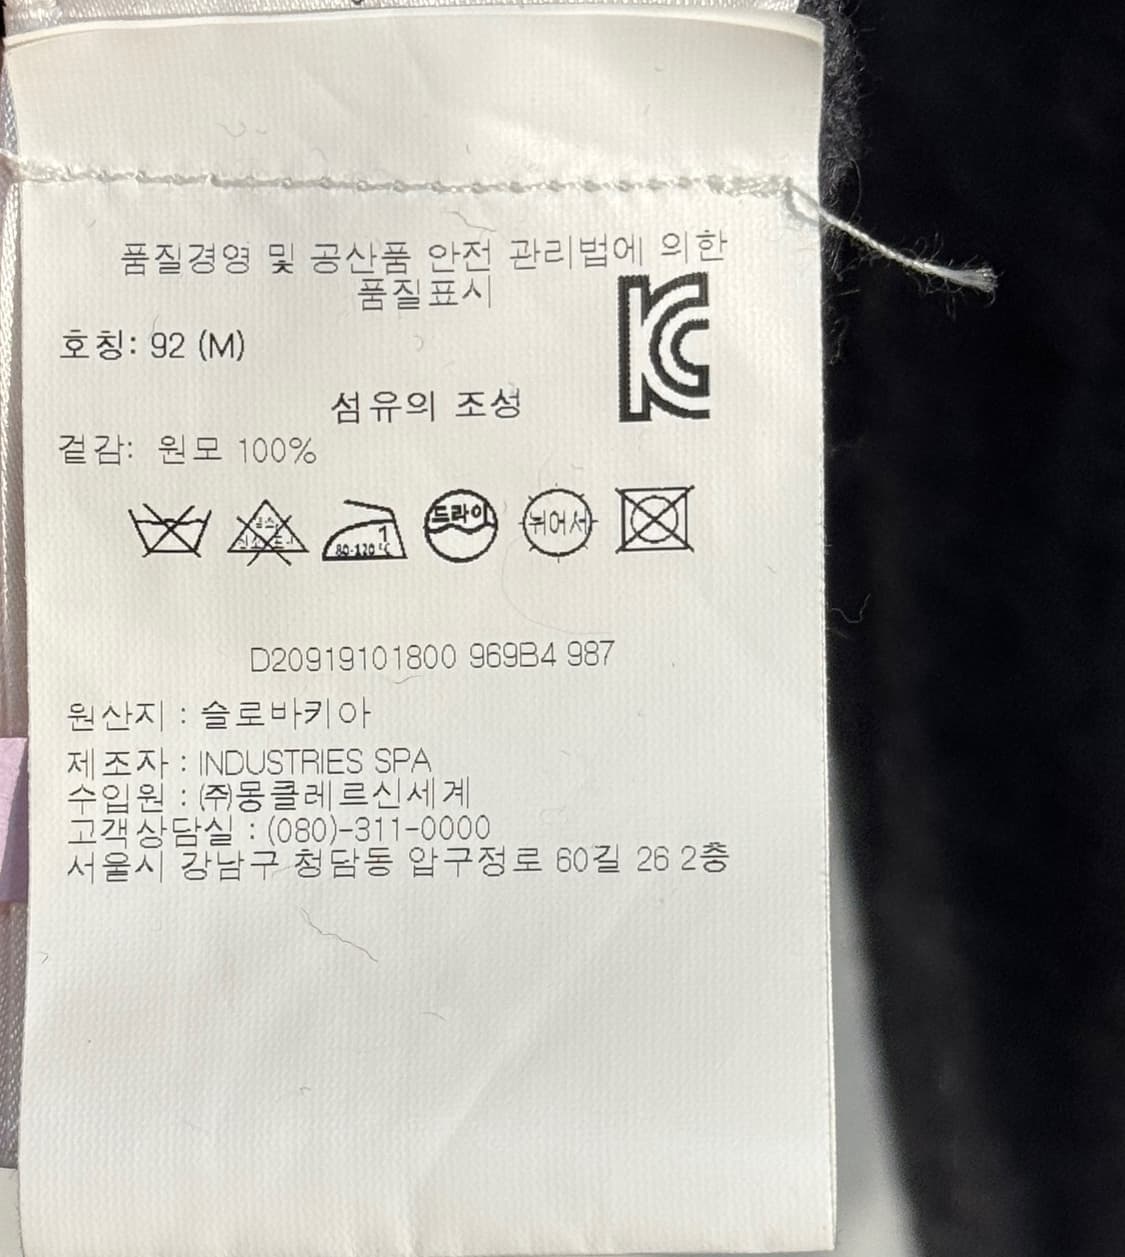 품질경영 및 공산품 안전 관리법에 의한
품질표시
KC
호칭: 92 (M)
섬유의 조성
겉감: 원모 100%
1
80-120℃
드라이
뉘어서
D20919101800 969B4 987
원산지 : 슬로바키아
제조자 : INDUSTRIES SPA
수입원 : ㈜몽클레르신세계
고객상담실 : (080)-311-0000
서울시 강남구 청담동 압구정로 60길 26 2층